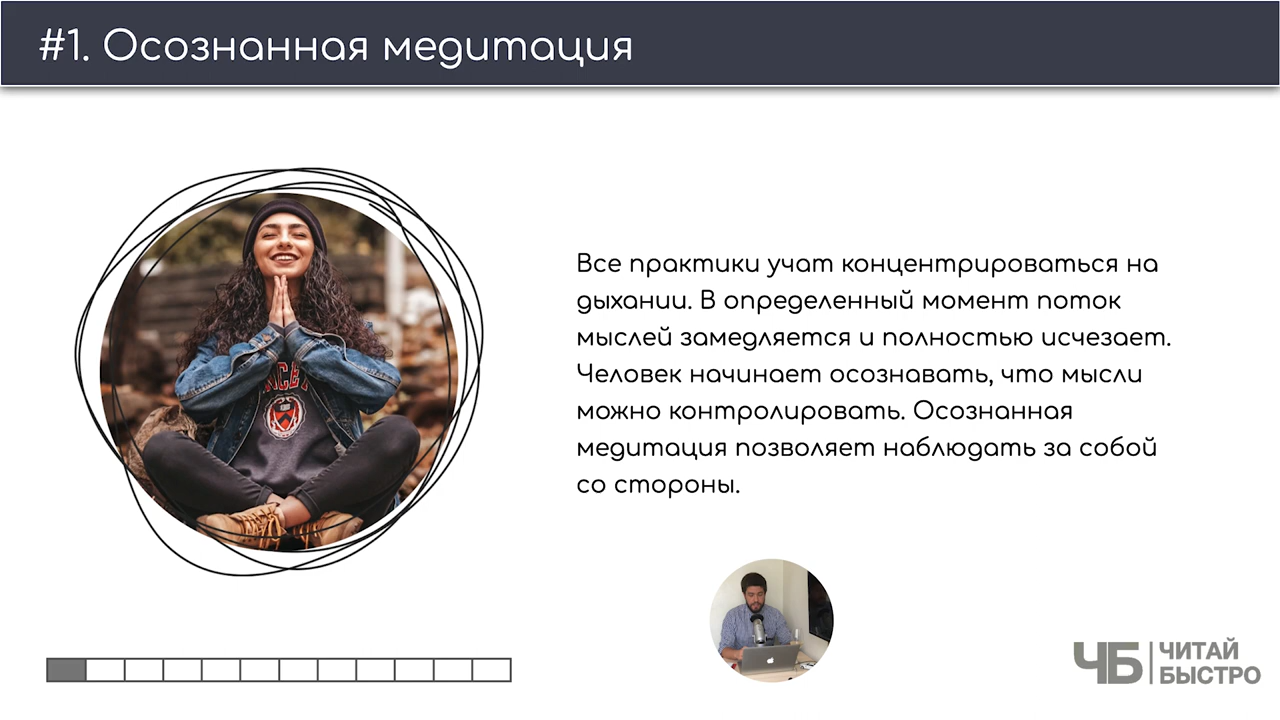 #1. Осознанная медитация
Все практики учат концентрироваться на
дыхании. В определенный момент поток
мыслей замедляется и полностью исчезает.
Человек начинает осознавать, что мысли
можно контролировать. Осознанная
медитация позволяет наблюдать за собой
со стороны.
ЧБ
ЧИТАЙ
БЫСТРО